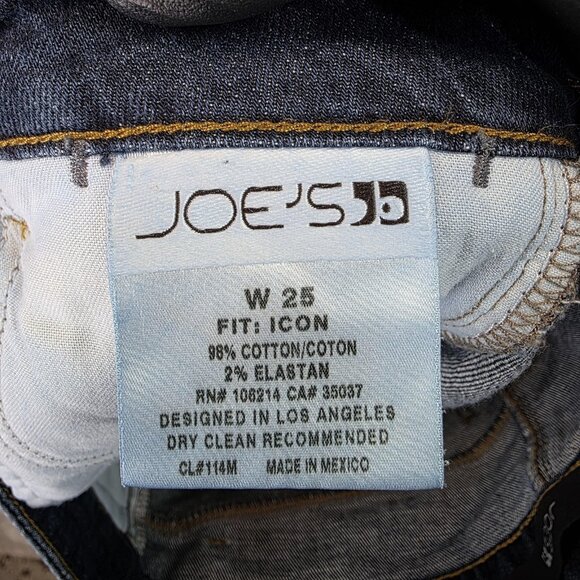 JOE'S
W 25
FIT: ICON
98% COTTON/COTON
2% ELASTAN
RN# 106214 CA# 35037
DESIGNED IN LOS ANGELES
DRY CLEAN RECOMMENDED
CL#114M MADE IN MEXICO